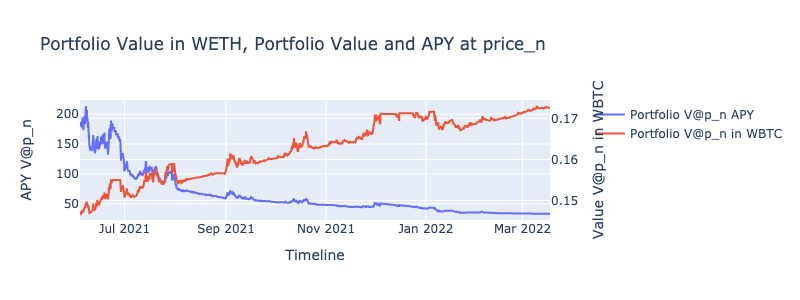 Portfolio Value in WETH, Portfolio Value and APY at price_n
APY V@p_n
200
150
100
50
0.17
0.16
0.15
Value V@p_n in WBTC
Portfolio V@p_n APY
Portfolio V@p_n in WBTC
Jul 2021
Sep 2021
Nov 2021
Jan 2022
Mar 2022
Timeline